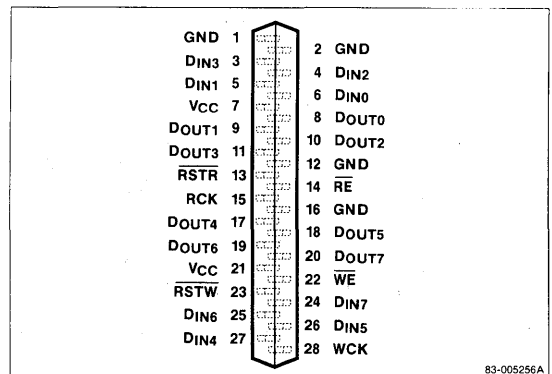 GND 1
2 GND
DIN3 3
4 DIN2
DIN1 5
6 DIN0
VCC 7
8 DOUT0
DOUT1 9
10 DOUT2
DOUT3 11
12 GND
RSTR 13
14 RE
RCK 15
16 GND
DOUT4 17
18 DOUT5
DOUT6 19
20 DOUT7
VCC 21
22 WE
RSTW 23
24 DIN7
DIN6 25
26 DIN5
DIN4 27
28 WCK
83-005256A